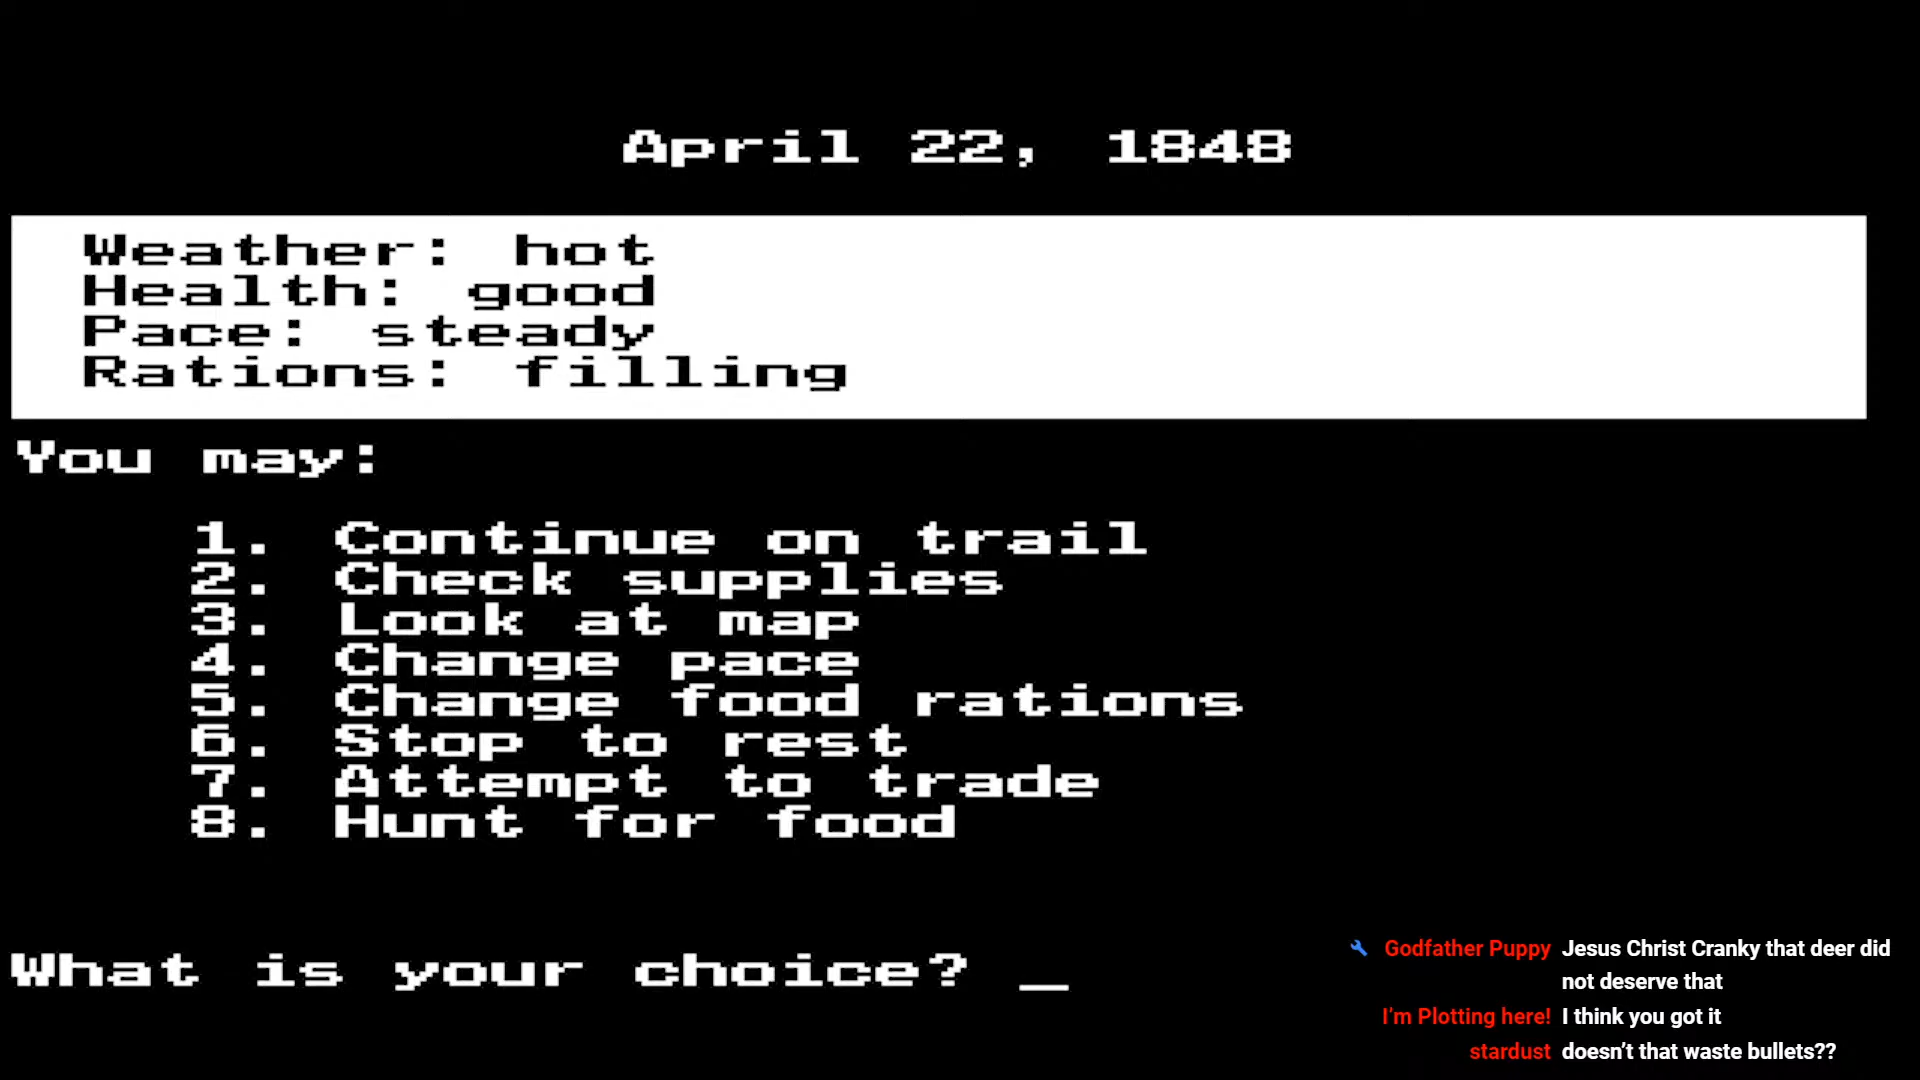 April 22, 1848
Weather: hot
Health: good
Pace: steady
Rations: filling
You may:
1. Continue on trail
2. Check supplies
3. Look at map
4. Change pace
5. Change food rations
6. Stop to rest
7. Attempt to trade
8. Hunt for food
What is your choice? _
Godfather Puppy Jesus Christ Cranky that deer did
not deserve that
I'm Plotting here! I think you got it
stardust doesn't that waste bullets??